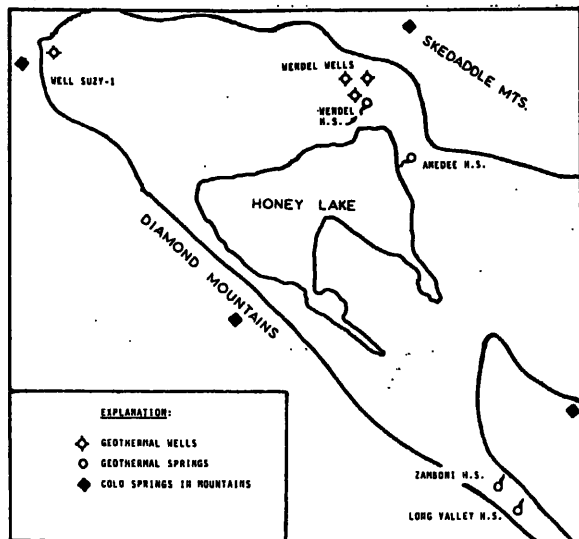 SKEDADDLE MTS.
WENDEL WELLS
WELL SUZY-1
WENDEL
H.S.
AMEDEE H.S.
HONEY LAKE
DIAMOND MOUNTAINS
EXPLANATION:
GEOTHERMAL WELLS
GEOTHERMAL SPRINGS
COLD SPRINGS IN MOUNTAINS
ZAMBONI H.S.
LONG VALLEY H.S.